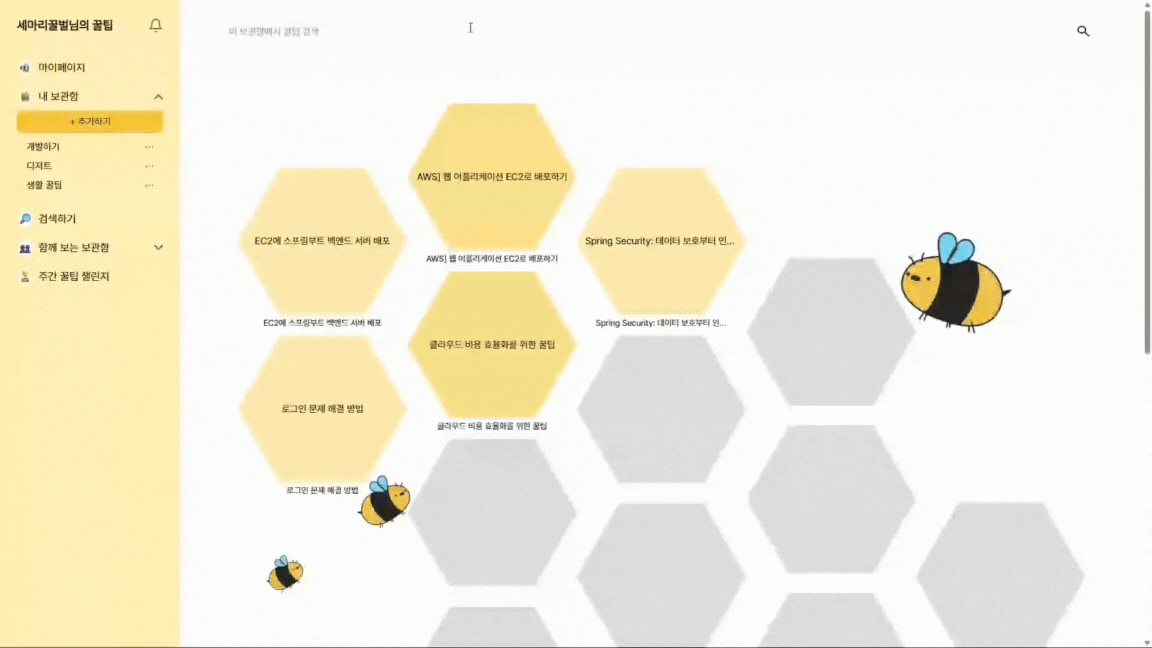 세마리꿀벌님의 꿀팁
마이페이지
내 보관함
+ 추가하기
개발하기
디저트
생활 꿀팁
검색하기
함께 보는 보관함
주간 꿀팁 챌린지
이 보관함에서 꿀팁 검색
AWS] 웹 어플리케이션 EC2로 배포하기
AWS] 웹 어플리케이션 EC2로 배포하기
EC2에 스프링부트 백엔드 서버 배포
EC2에 스프링부트 백엔드 서버 배포
Spring Security: 데이터 보호부터 인...
Spring Security: 데이터 보호부터 인...
클라우드 비용 효율화를 위한 꿀팁
클라우드 비용 효율화를 위한 꿀팁
로그인 문제 해결 방법
로그인 문제 해결 방법